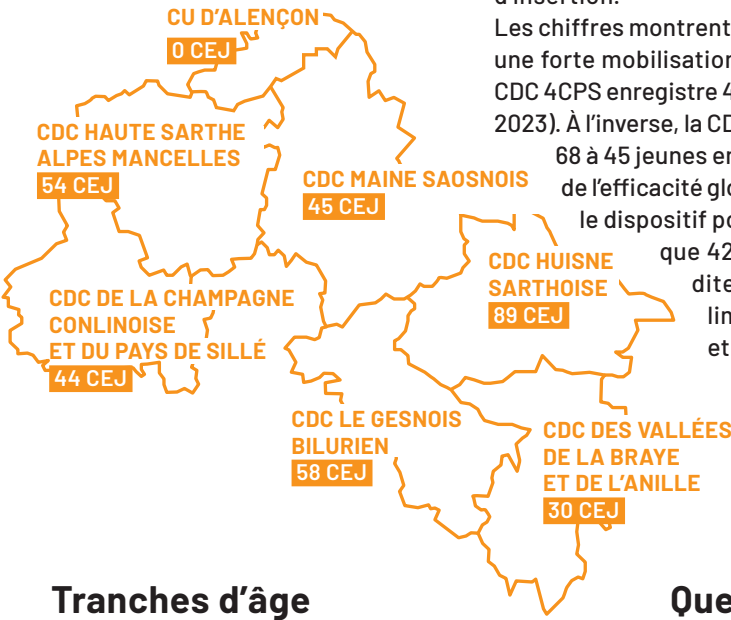 d'insertion.
Les chiffres montrent
une forte mobilisation
CDC 4CPS enregistre 4
2023). À l'inverse, la CD
68 à 45 jeunes en
de l'efficacité glo
le dispositif po
que 42
dite
lin
et
CU D'ALENÇON
0 CEJ
CDC HAUTE SARTHE
ALPES MANCELLES
54 CEJ
CDC MAINE SAOSNOIS
45 CEJ
CDC HUISNE
SARTHOISE
89 CEJ
CDC DE LA CHAMPAGNE
CONLINOISE
ET DU PAYS DE SILLÉ
44 CEJ
CDC LE GESNOIS
BILURIEN
58 CEJ
CDC DES VALLÉES
DE LA BRAYE
ET DE L'ANILLE
30 CEJ
Tranches d'âge
Que